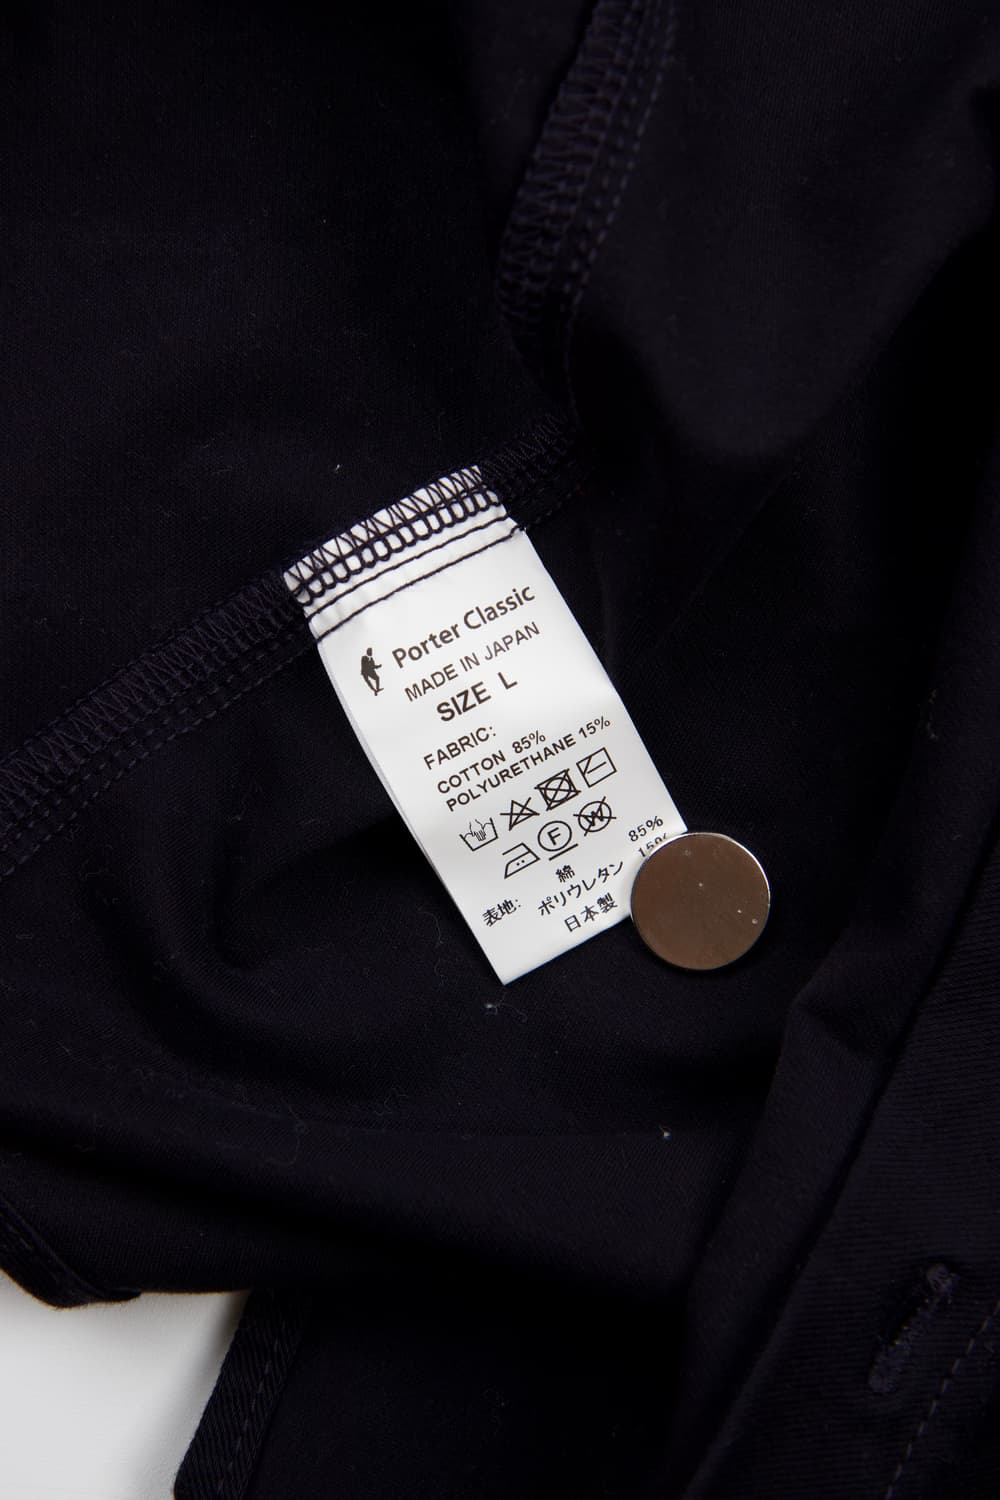 Porter Classic
MADE IN JAPAN
SIZE L
FABRIC:
COTTON 85%
POLYURETHANE 15%
F W
表地: 綿 85%
ポリウレタン 15%
日本製